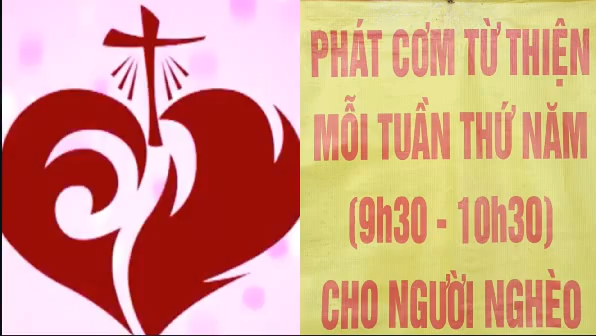 PHÁT CƠM TỪ THIỆN
MỖI TUẦN THỨ NĂM
(9h30 - 10h30)
CHO NGƯỜI NGHÈO